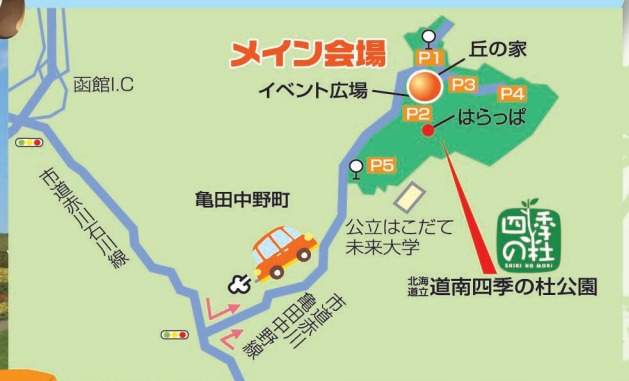 メイン会場
丘の家
P1
函館I.C
イベント広場
P3
P4
P2
はらっぱ
P5
市道赤川石川線
亀田中野町
公立はこだて
未来大学
四季の杜
SHIKI NO MORI
北海道立道南四季の杜公園
市道赤川
亀田中野線